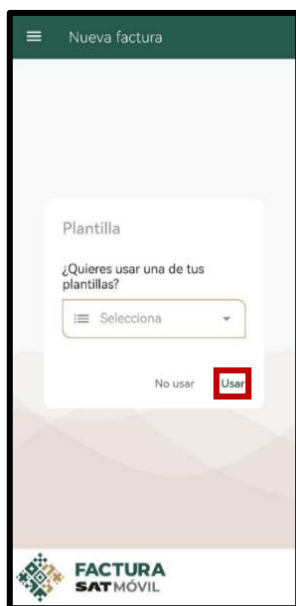 Nueva factura
Plantilla
¿Quieres usar una de tus
plantillas?
Selecciona
No usar Usar
FACTURA
SAT MÓVIL